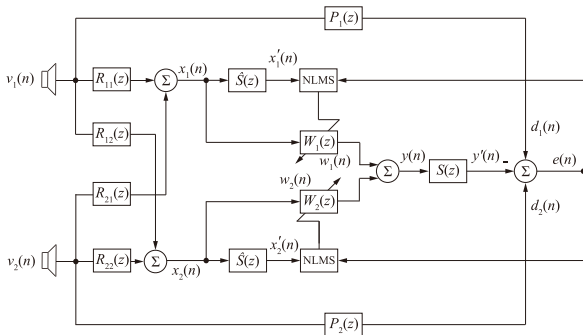 P₁(z)
v₁(n) R₁₁(z) Σ x₁(n) Ŝ(z) x₁′(n) NLMS
R₁₂(z) W₁(z) d₁(n)
w₁(n) y(n) y′(n) - e(n)
Σ S(z) Σ
w₂(n)
R₂₁(z) W₂(z) d₂(n)
v₂(n) R₂₂(z) Σ x₂(n) Ŝ(z) x₂′(n) NLMS
P₂(z)